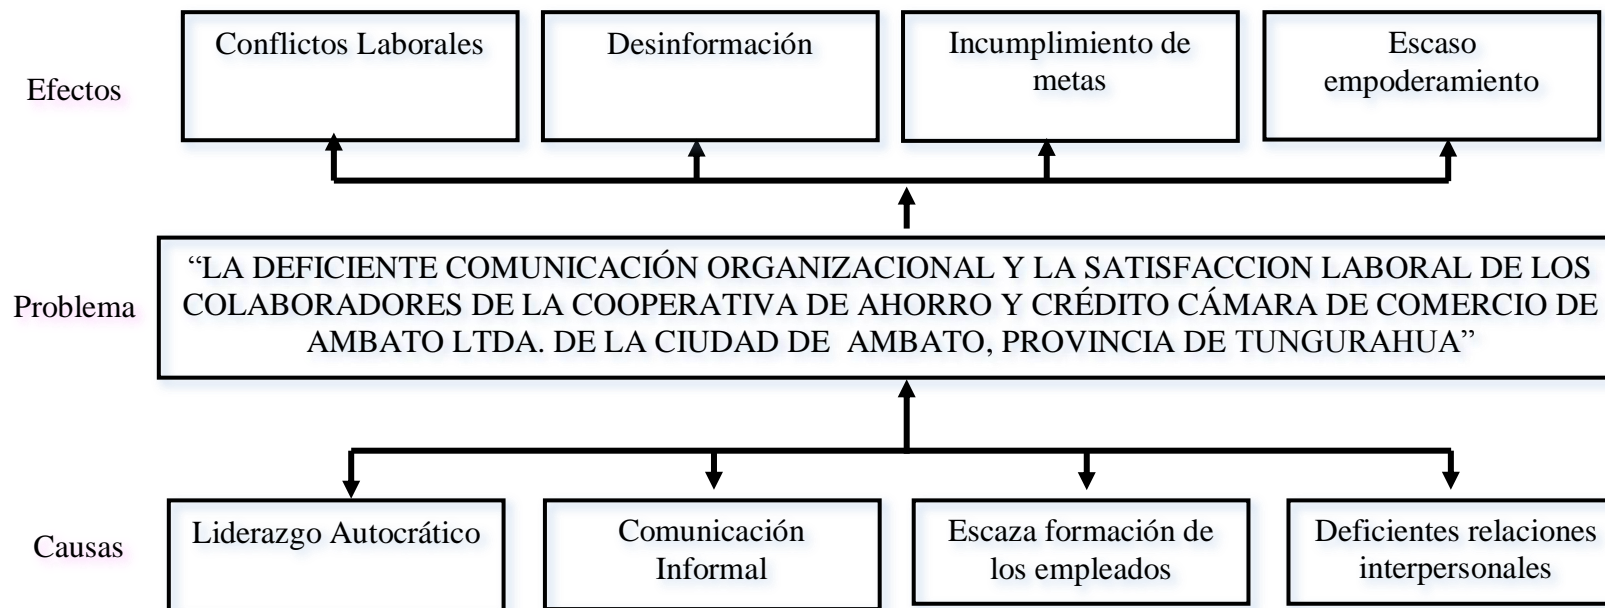 Efectos
Conflictos Laborales
Desinformación
Incumplimiento de
metas
Escaso
empoderamiento
Problema
“LA DEFICIENTE COMUNICACIÓN ORGANIZACIONAL Y LA SATISFACCION LABORAL DE LOS
COLABORADORES DE LA COOPERATIVA DE AHORRO Y CRÉDITO CÁMARA DE COMERCIO DE
AMBATO LTDA. DE LA CIUDAD DE  AMBATO, PROVINCIA DE TUNGURAHUA”
Causas
Liderazgo Autocrático
Comunicación
Informal
Escaza formación de
los empleados
Deficientes relaciones
interpersonales